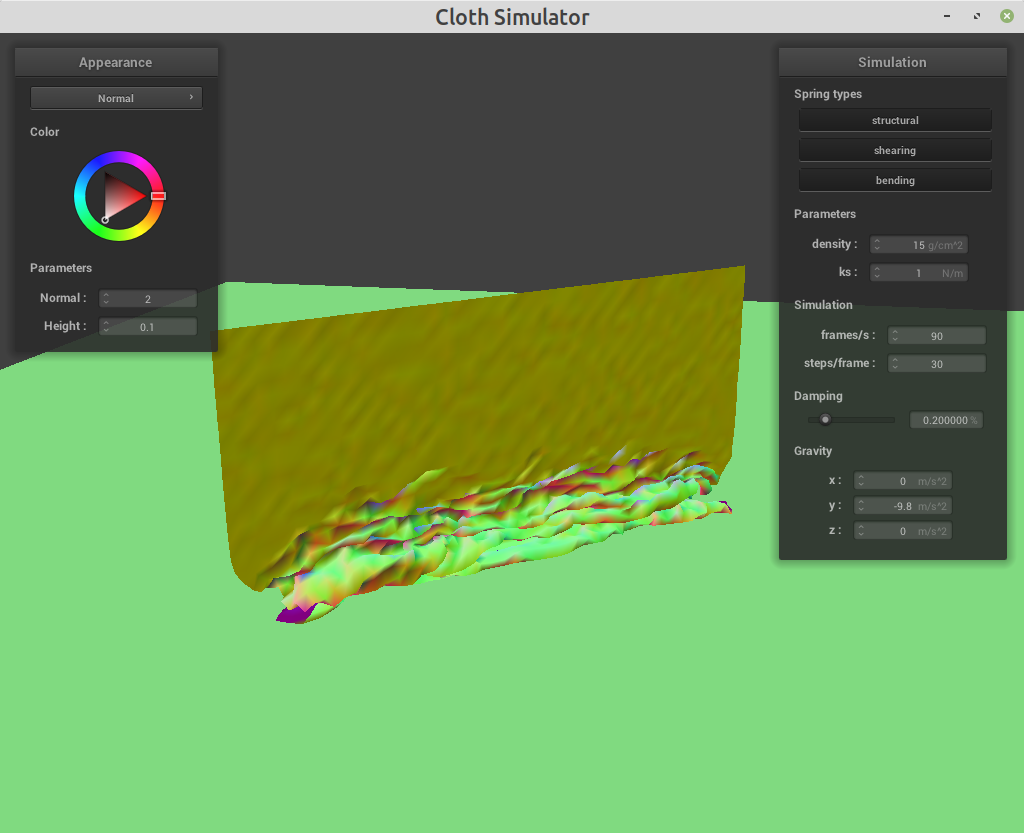 Cloth Simulator
Appearance
Normal
Color
Parameters
Normal : 2
Height : 0.1
Simulation
Spring types
structural
shearing
bending
Parameters
density : 15 g/cm^2
ks : 1 N/m
Simulation
frames/s : 90
steps/frame : 30
Damping
0.200000 %
Gravity
x : 0 m/s^2
y : -9.8 m/s^2
z : 0 m/s^2